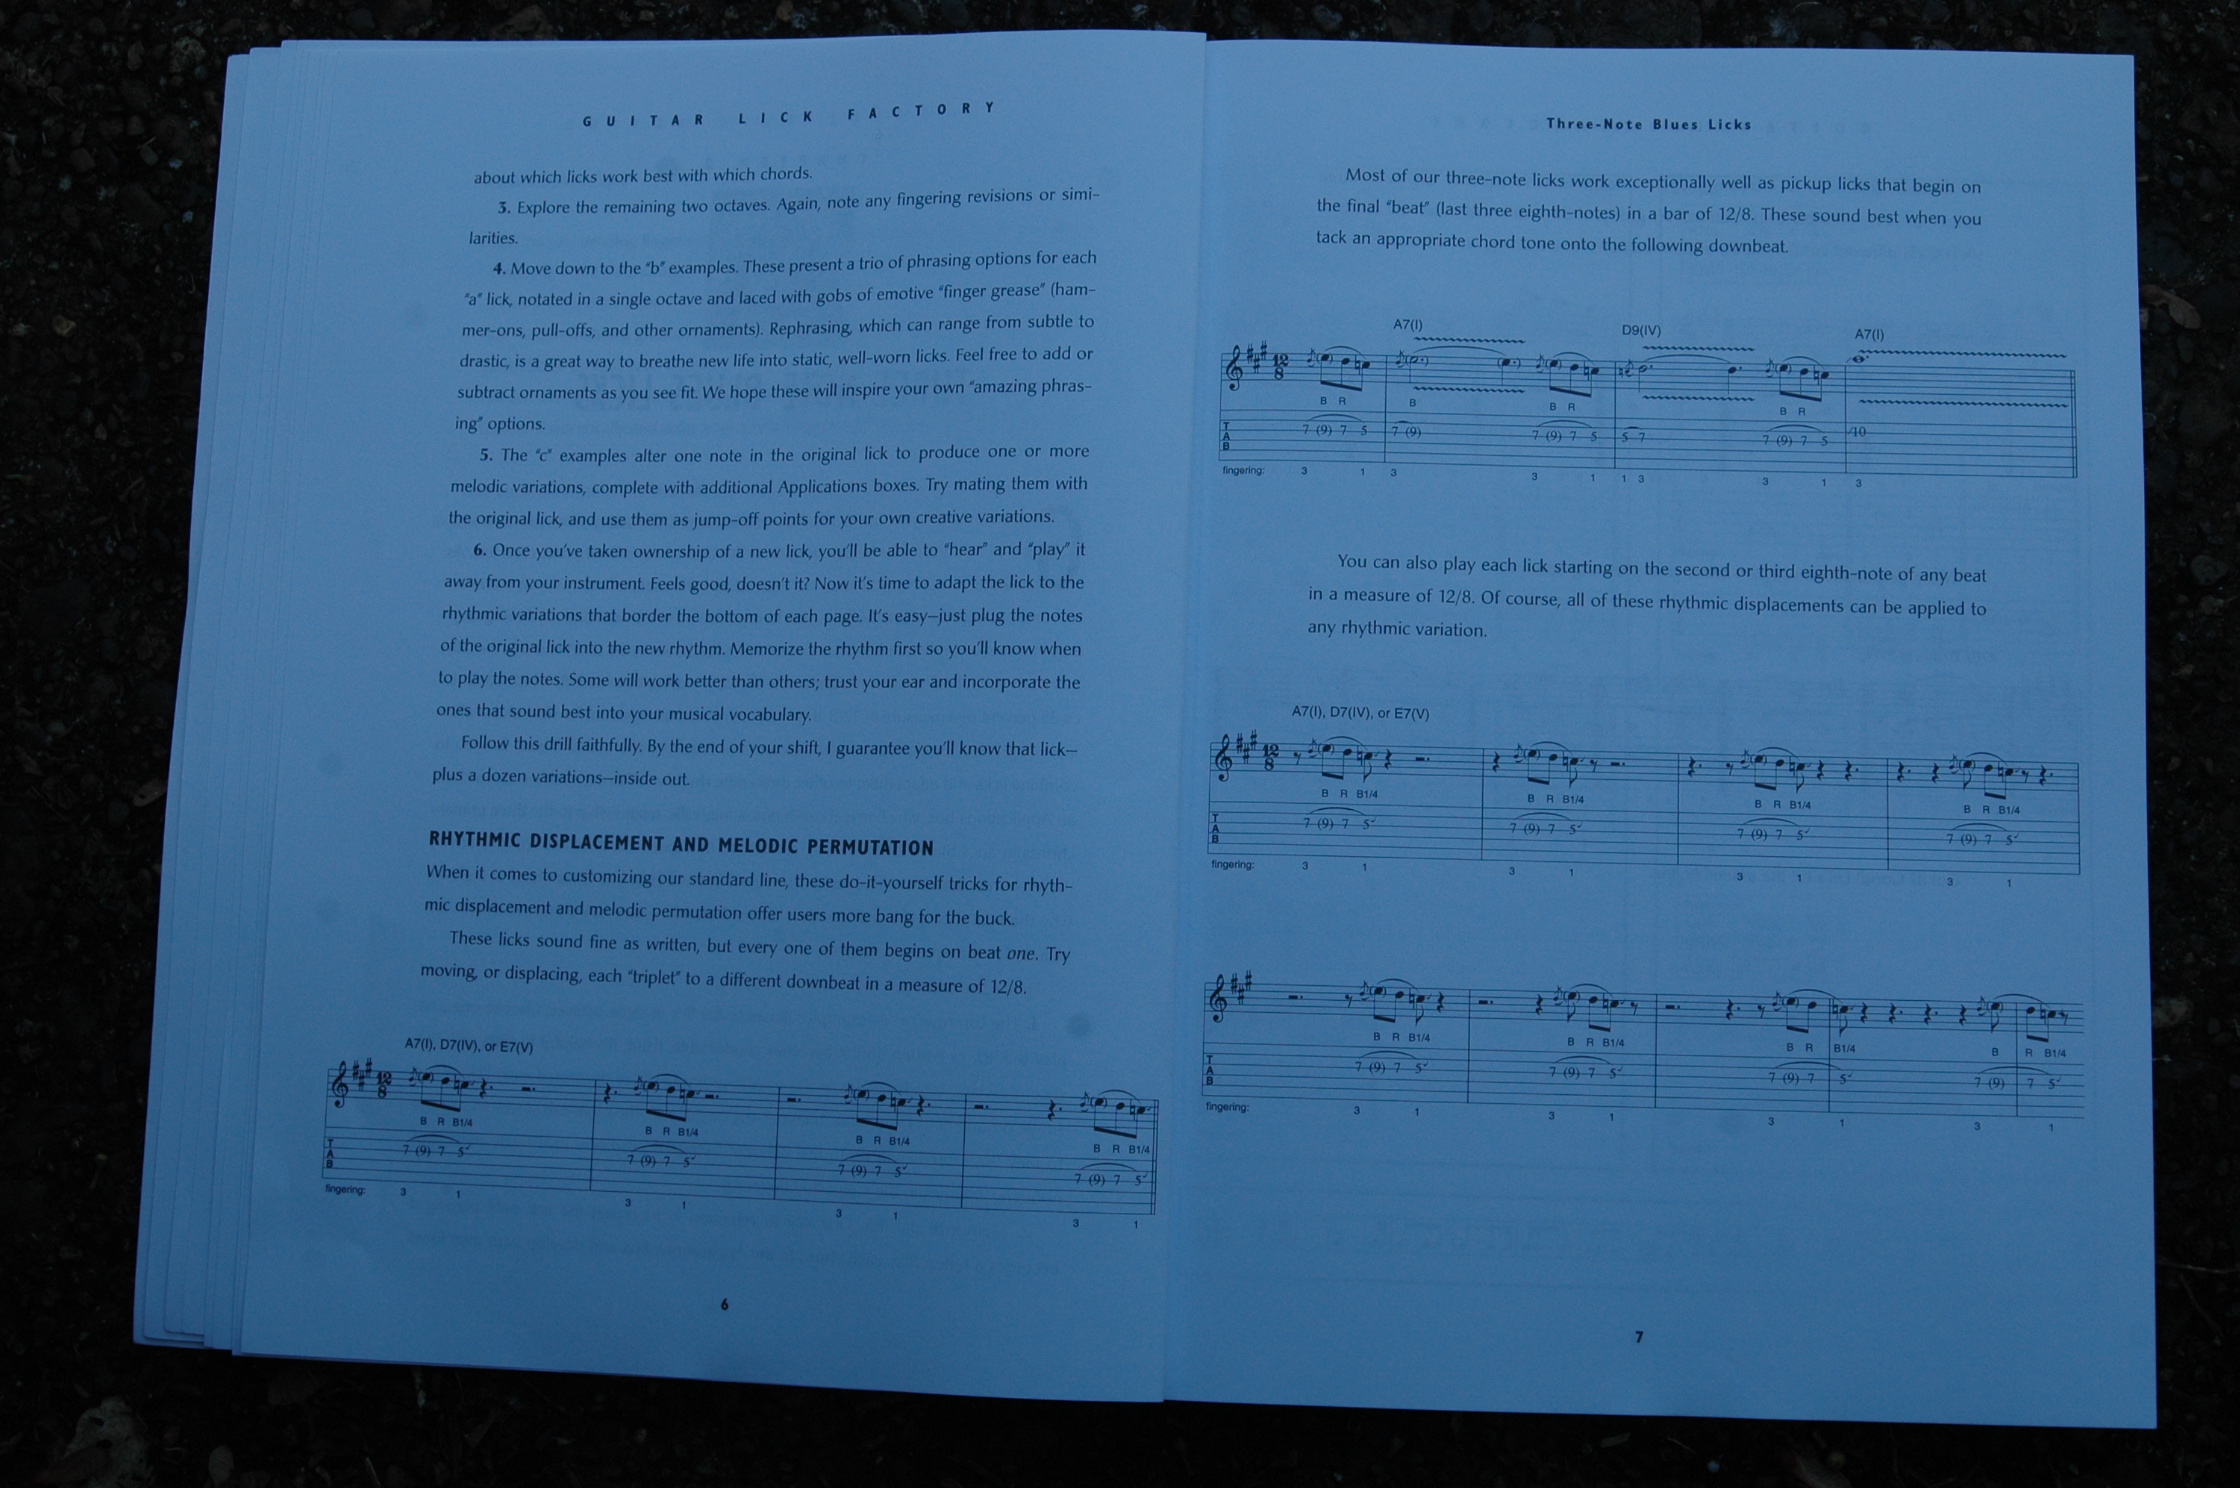 GUITAR LICK FACTORY
about which licks work best with which chords.
3. Explore the remaining two octaves. Again, note any fingering revisions or simi-
larities.
4. Move down to the "b" examples. These present a trio of phrasing options for each
"a" lick, notated in a single octave and laced with gobs of emotive "finger grease" (ham-
mer-ons, pull-offs, and other ornaments). Rephrasing, which can range from subtle to
drastic, is a great way to breathe new life into static, well-worn licks. Feel free to add or
subtract ornaments as you see fit. We hope these will inspire your own "amazing phras-
ing" options.
5. The "c" examples alter one note in the original lick to produce one or more
melodic variations, complete with additional Applications boxes. Try mating them with
the original lick, and use them as jump-off points for your own creative variations.
6. Once you've taken ownership of a new lick, you'll be able to "hear" and "play" it
away from your instrument. Feels good, doesn't it? Now it's time to adapt the lick to the
rhythmic variations that border the bottom of each page. It's easy—just plug the notes
of the original lick into the new rhythm. Memorize the rhythm first so you'll know when
to play the notes. Some will work better than others; trust your ear and incorporate the
ones that sound best into your musical vocabulary.
Follow this drill faithfully. By the end of your shift, I guarantee you'll know that lick—
plus a dozen variations—inside out.
RHYTHMIC DISPLACEMENT AND MELODIC PERMUTATION
When it comes to customizing our standard line, these do-it-yourself tricks for rhyth-
mic displacement and melodic permutation offer users more bang for the buck.
These licks sound fine as written, but every one of them begins on beat one. Try
moving, or displacing, each "triplet" to a different downbeat in a measure of 12/8.
A7(I), D7(IV), or E7(V)
12
8
B R B1/4 B R B1/4 B R B1/4 B R B1/4
T
A
B
7 (9) 7 5 7 (9) 7 5 7 (9) 7 5 7 (9) 7 5
fingering: 3 1 3 1 3 1 3 1
6
Three-Note Blues Licks
Most of our three-note licks work exceptionally well as pickup licks that begin on
the final "beat" (last three eighth-notes) in a bar of 12/8. These sound best when you
tack an appropriate chord tone onto the following downbeat.
A7(I) D9(IV) A7(I)
12
8
B R B B R B R
T
A
B
7 (9) 7 5 7 (9) 7 (9) 7 5 5 7 7 (9) 7 5 /10
fingering: 3 1 3 3 1 1 3 3 1 3
You can also play each lick starting on the second or third eighth-note of any beat
in a measure of 12/8. Of course, all of these rhythmic displacements can be applied to
any rhythmic variation.
A7(I), D7(IV), or E7(V)
12
8
B R B1/4 B R B1/4 B R B1/4 B R B1/4
T
A
B
7 (9) 7 5 7 (9) 7 5 7 (9) 7 5 7 (9) 7 5
fingering: 3 1 3 1 3 1 3 1
B R B1/4 B R B1/4 B R B1/4 B R B1/4
T
A
B
7 (9) 7 5 7 (9) 7 5 7 (9) 7 5 7 (9) 7 5
fingering: 3 1 3 1 3 1 3 1
7